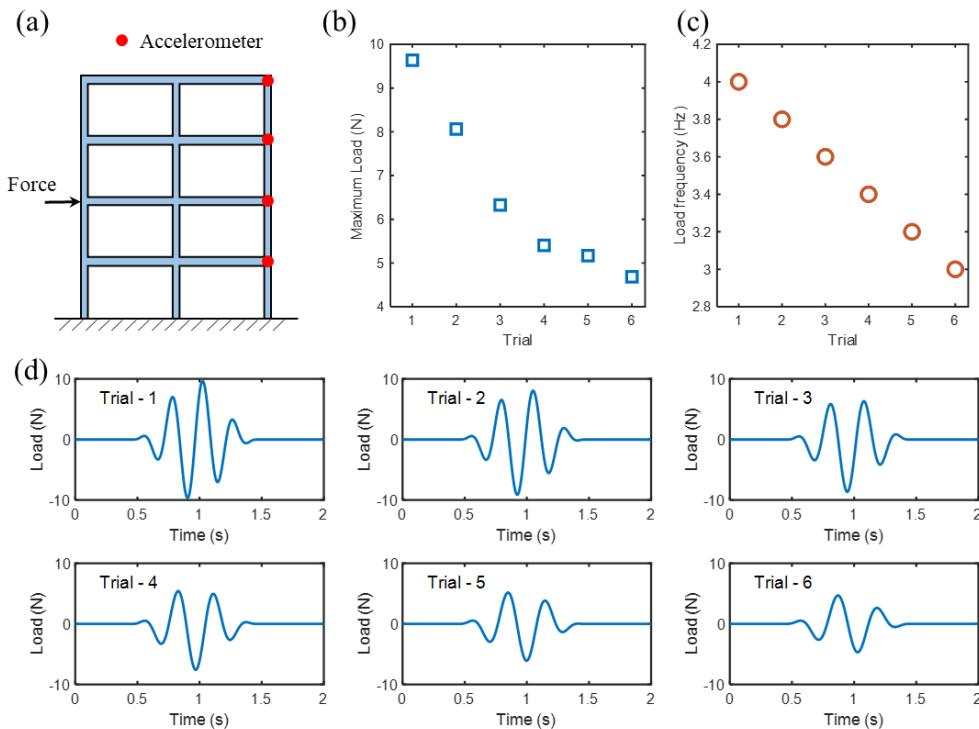 (a)
Accelerometer
Force
(b)
Maximum Load (N)
10
9
8
7
6
5
4
1 2 3 4 5 6
Trial
(c)
Load frequency (Hz)
4.2
4
3.8
3.6
3.4
3.2
3
2.8
1 2 3 4 5 6
Trial
(d)
Trial - 1
Load (N)
10
0
-10
0 0.5 1 1.5 2
Time (s)
Trial - 2
Load (N)
10
0
-10
0 0.5 1 1.5 2
Time (s)
Trial - 3
Load (N)
10
0
-10
0 0.5 1 1.5 2
Time (s)
Trial - 4
Load (N)
10
0
-10
0 0.5 1 1.5 2
Time (s)
Trial - 5
Load (N)
10
0
-10
0 0.5 1 1.5 2
Time (s)
Trial - 6
Load (N)
10
0
-10
0 0.5 1 1.5 2
Time (s)